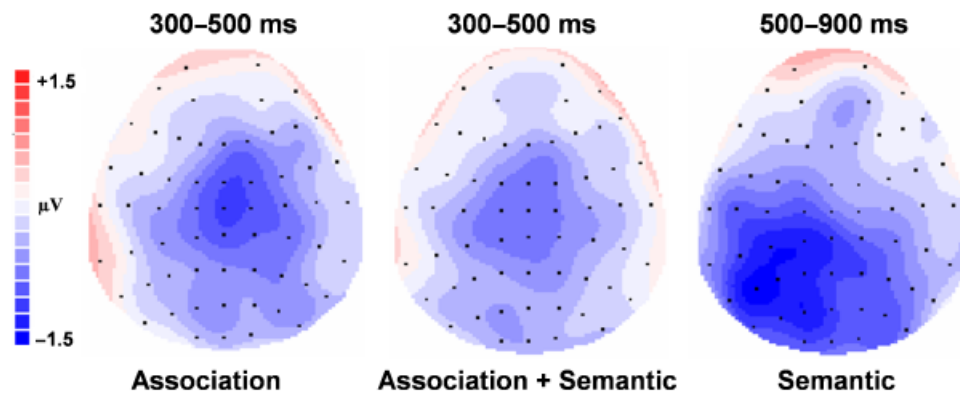 300–500 ms
300–500 ms
500–900 ms
+1.5
μV
–1.5
Association
Association + Semantic
Semantic